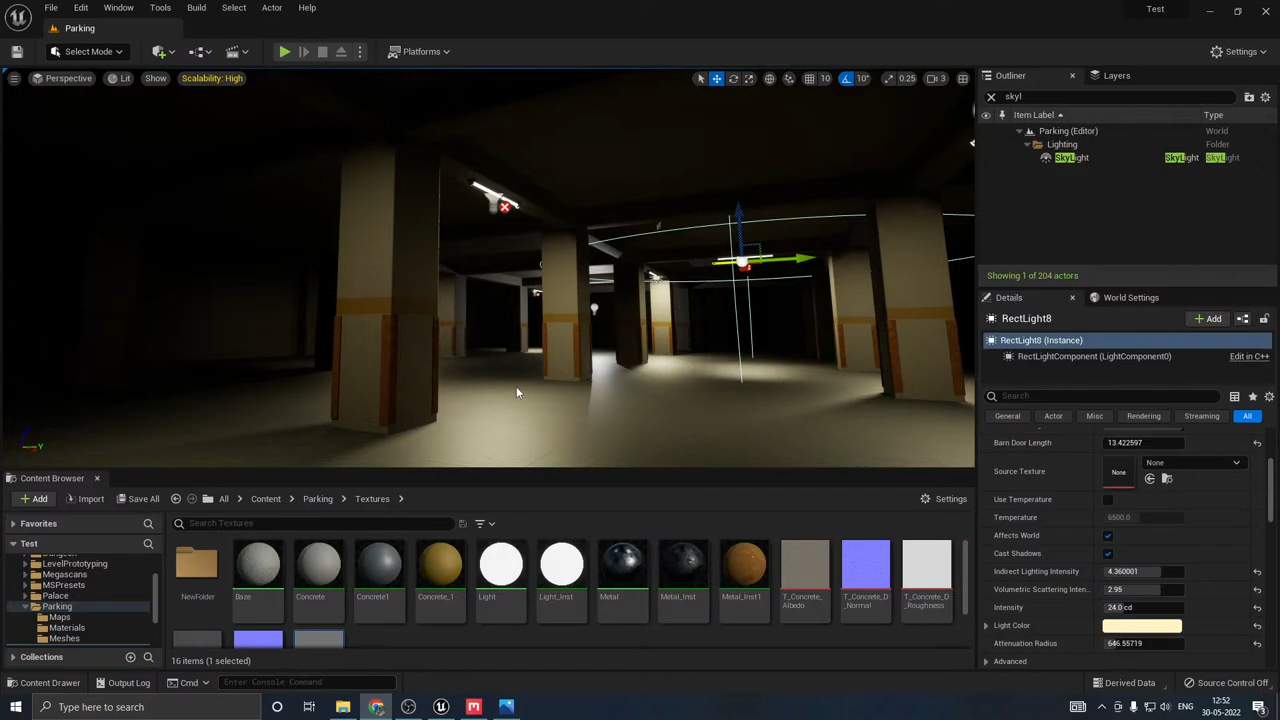 File Edit Window Tools Build Select Actor Help
Test
Parking
Select Mode
Platforms
Settings
Perspective Lit Show Scalability: High
10 10° 0.25 3
Outliner Layers
skyl
Item Label Type
Parking (Editor) World
Lighting Folder
SkyLight SkyLight SkyLight
Showing 1 of 204 actors
Details World Settings
RectLight8
Add
RectLight8 (Instance)
RectLightComponent (LightComponent0) Edit in C++
Search
General Actor Misc Rendering Streaming All
Barn Door Length 13.422597
Source Texture None None
Use Temperature
Temperature 6500.0
Affects World
Cast Shadows
Indirect Lighting Intensity 4.360001
Volumetric Scattering Inten... 2.95
Intensity 24.0 cd
Light Color
Attenuation Radius 646.55719
Advanced
Y
Content Browser
Add Import Save All All Content Parking Textures Settings
Favorites
Search Textures
Test
LevelPrototyping
Megascans
MSPresets
Palace
Parking
Maps
Materials
Meshes
Collections
NewFolder Baze Concrete Concrete1 Concrete_1 Light Light_Inst Metal Metal_Inst Metal_Inst1 T_Concrete_Albedo T_Concrete_D_Normal T_Concrete_D_Roughness
16 items (1 selected)
Content Drawer Output Log Cmd Enter Console Command Derived Data Source Control Off
Type here to search
12:52
30-05-2022